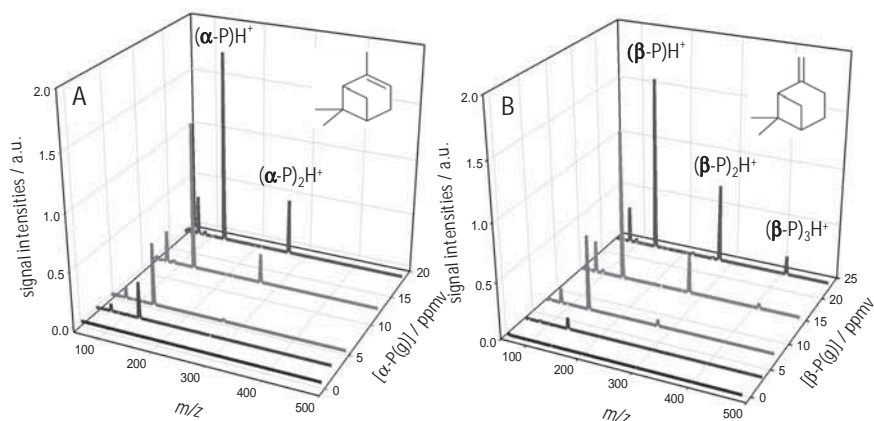 A
(α-P)H⁺
(α-P)₂H⁺
signal intensities / a.u.
2.0
1.5
1.0
0.5
0.0
100
200
300
400
500
m/z
0
5
10
15
20
[α-P(g)] / ppmv
B
(β-P)H⁺
(β-P)₂H⁺
(β-P)₃H⁺
signal intensities / a.u.
2.0
1.5
1.0
0.5
0.0
100
200
300
400
500
m/z
0
5
10
15
20
25
[β-P(g)] / ppmv